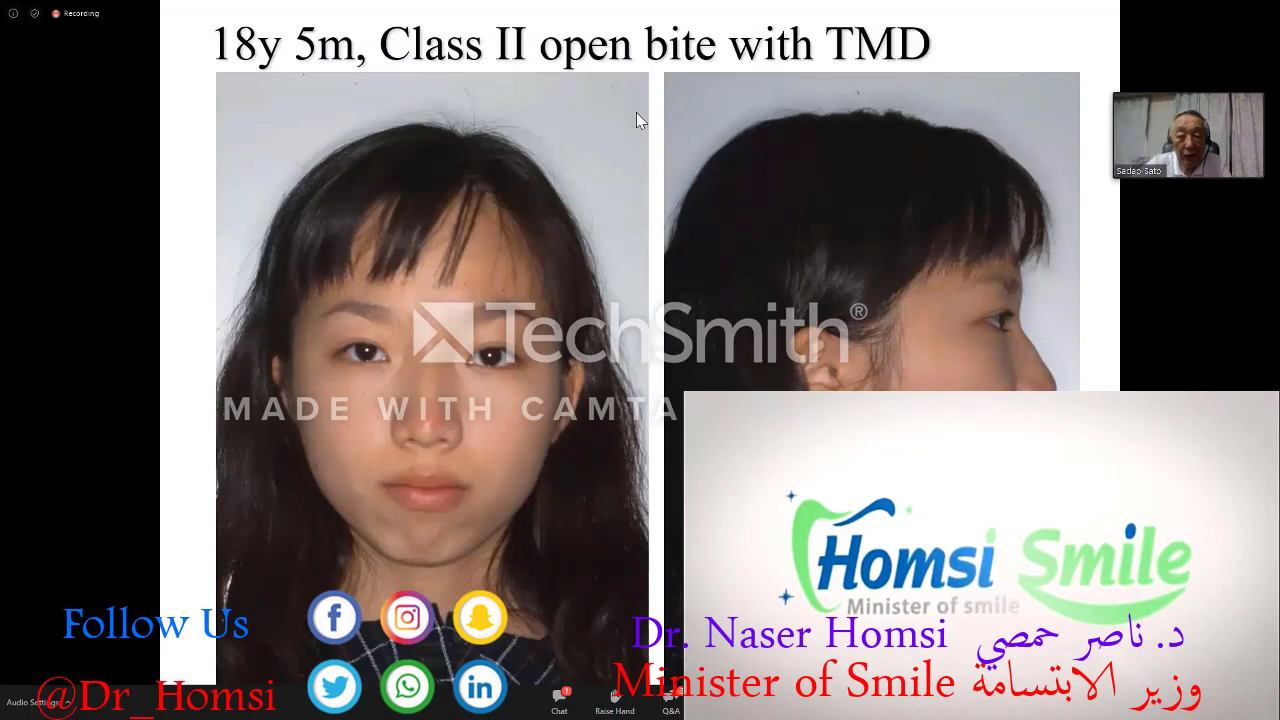 Recording
18y 5m, Class II open bite with TMD
Sadao Sato
TechSmith®
MADE WITH CAMTA
Homsi Smile
Minister of smile
Follow Us
Dr. Naser Homsi د. ناصر حمصي
@Dr_Homsi
Minister of Smile وزير الابتسامة
Audio Settings
Chat
1
Raise Hand
Q&A